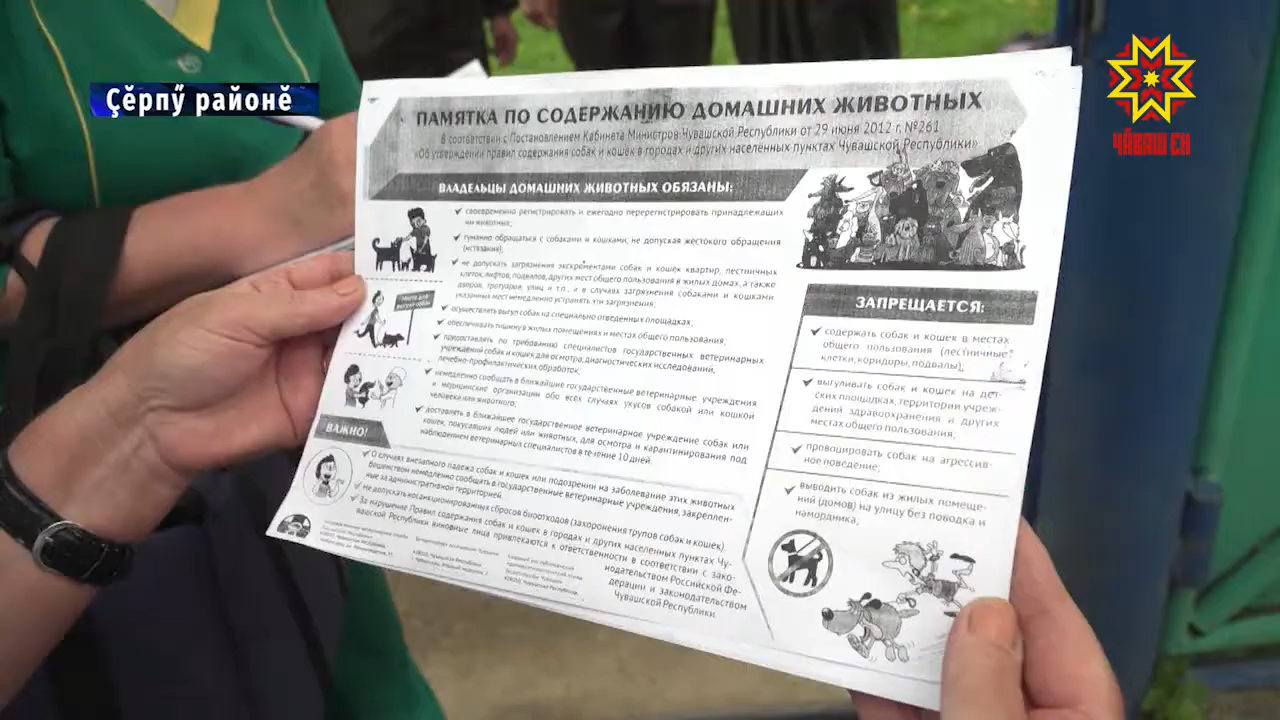 Ҫӗрпӳ районӗ
ЧӐВАШ ЕН
ПАМЯТКА ПО СОДЕРЖАНИЮ ДОМАШНИХ ЖИВОТНЫХ
В соответствии с Постановлением Кабинета Министров Чувашской Республики от 29 июня 2012 г. №261
«Об утверждении правил содержания собак и кошек в городах и других населённых пунктах Чувашской Республики»
ВЛАДЕЛЬЦЫ ДОМАШНИХ ЖИВОТНЫХ ОБЯЗАНЫ:
своевременно регистрировать и ежегодно перерегистрировать принадлежащих
им животных;
гуманно обращаться с собаками и кошками, не допуская жестокого обращения
(истязания);
не допускать загрязнения экскрементами собак и кошек квартир, лестничных
клеток, лифтов, подвалов, других мест общего пользования в жилых домах, а также
дворов, тротуаров, улиц и т.п., а в случаях загрязнения собаками и кошками
указанных мест немедленно устранять эти загрязнения;
Место для
выгула собак
осуществлять выгул собак на специально отведенных площадках;
обеспечивать тишину в жилых помещениях и местах общего пользования;
предоставлять по требованию специалистов государственных ветеринарных
учреждений собак и кошек для осмотра, диагностических исследований,
лечебно-профилактических обработок;
немедленно сообщать в ближайшие государственные ветеринарные учреждения
и медицинские организации обо всех случаях укусов собакой или кошкой
человека или животного;
доставлять в ближайшее государственное ветеринарное учреждение собак или
кошек, покусавших людей или животных, для осмотра и карантинирования под
наблюдением ветеринарных специалистов в течение 10 дней.
ВАЖНО!
О случаях внезапного падежа собак и кошек или подозрении на заболевание этих животных
бешенством немедленно сообщать в государственные ветеринарные учреждения, закреплен-
ные за административной территорией.
Не допускать несанкционированных сбросов биоотходов (захоронения трупов собак и кошек).
За нарушение Правил содержания собак и кошек в городах и других населенных пунктах Чу-
вашской Республики виновные лица привлекаются к ответственности в соответствии с зако-
нодательством Российской Фе-
дерации и законодательством
Чувашской Республики
ЗАПРЕЩАЕТСЯ:
содержать собак и кошек в местах
общего пользования (лестничные
клетки, коридоры, подвалы);
выгуливать собак и кошек на дет-
ских площадках, территории учреж-
дений здравоохранения и других
местах общего пользования;
провоцировать собак на агрессив-
ное поведение;
выводить собак из жилых помеще-
ний (домов) на улицу без поводка и
намордника,